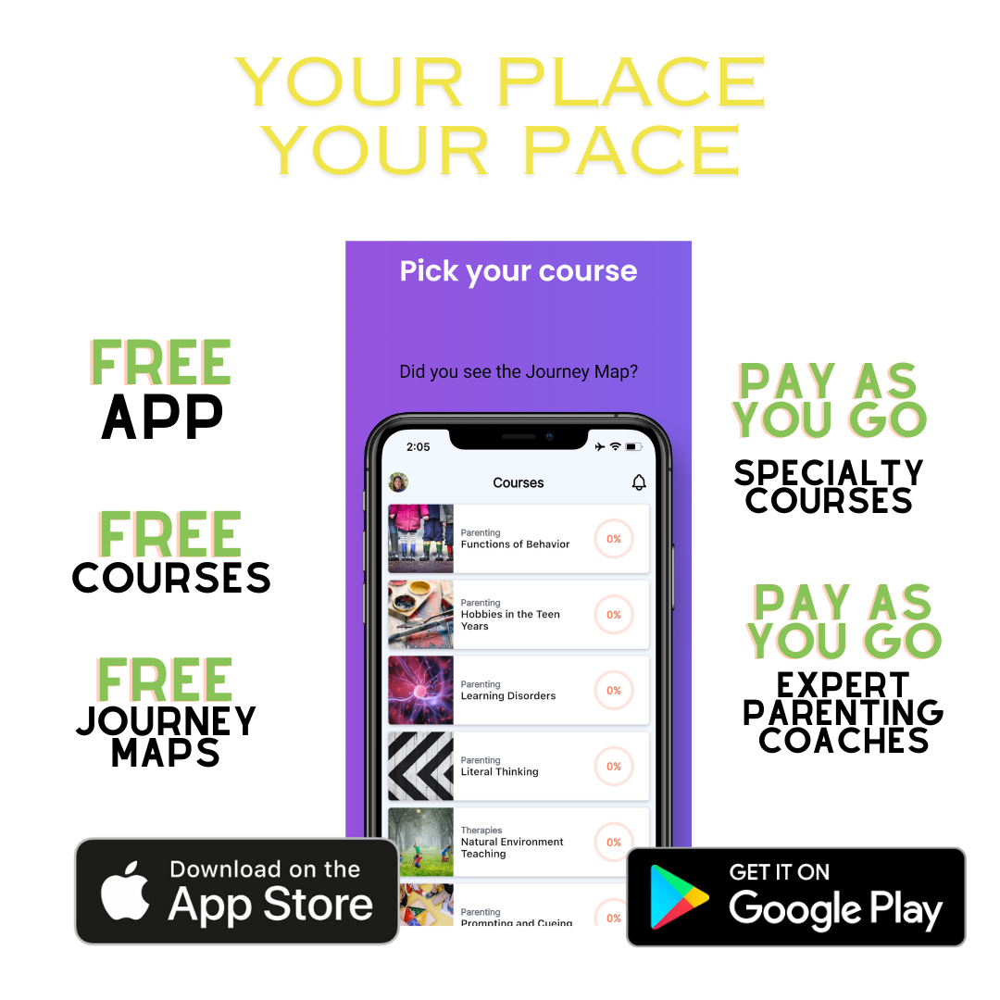 YOUR PLACE
YOUR PACE
Pick your course
Did you see the Journey Map?
FREE
APP
FREE
COURSES
FREE
JOURNEY
MAPS
2:05
Courses
Parenting
Functions of Behavior
0%
Parenting
Hobbies in the Teen
Years
0%
Parenting
Learning Disorders
0%
Parenting
Literal Thinking
0%
Therapies
Natural Environment
Teaching
0%
Parenting
Prompting and Cueing
0%
PAY AS
YOU GO
SPECIALTY
COURSES
PAY AS
YOU GO
EXPERT
PARENTING
COACHES
Download on the
App Store
GET IT ON
Google Play